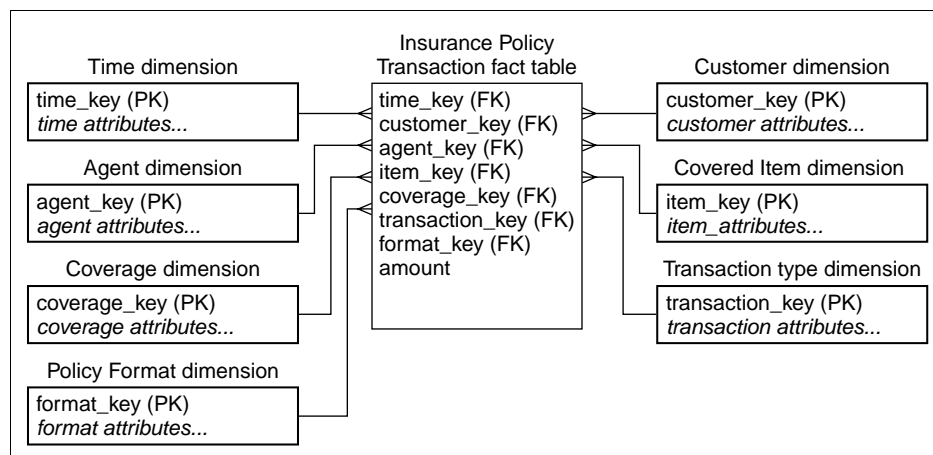 Insurance Policy
Transaction fact table
time_key (FK)
customer_key (FK)
agent_key (FK)
item_key (FK)
coverage_key (FK)
transaction_key (FK)
format_key (FK)
amount
Time dimension
time_key (PK)
time attributes...
Agent dimension
agent_key (PK)
agent attributes...
Coverage dimension
coverage_key (PK)
coverage attributes...
Policy Format dimension
format_key (PK)
format attributes...
Customer dimension
customer_key (PK)
customer attributes...
Covered Item dimension
item_key (PK)
item_attributes...
Transaction type dimension
transaction_key (PK)
transaction attributes...